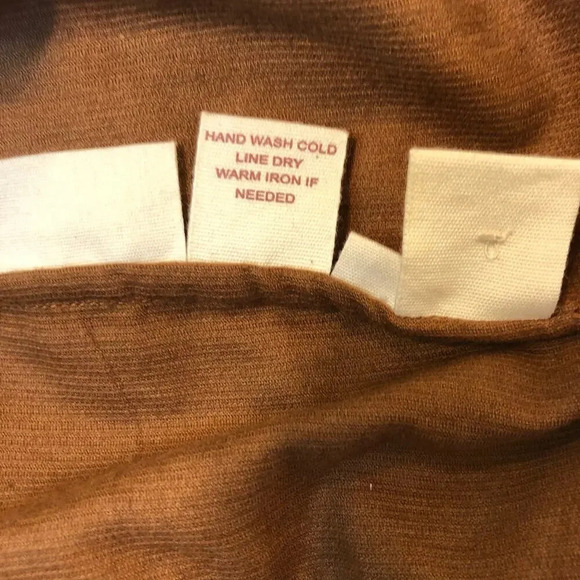 HAND WASH COLD
LINE DRY
WARM IRON IF
NEEDED